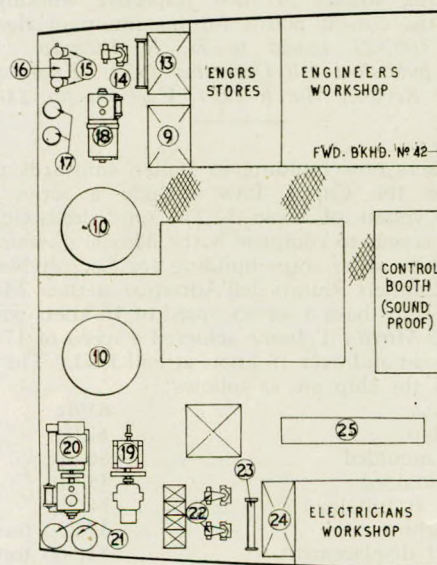 16
15
14
13
ENGRS
STORES
ENGINEERS
WORKSHOP
17
18
9
FWD. BKHD. Nº 42
10
CONTROL
BOOTH
(SOUND
PROOF)
10
20
19
25
23
22
24
ELECTRICIANS
WORKSHOP
21